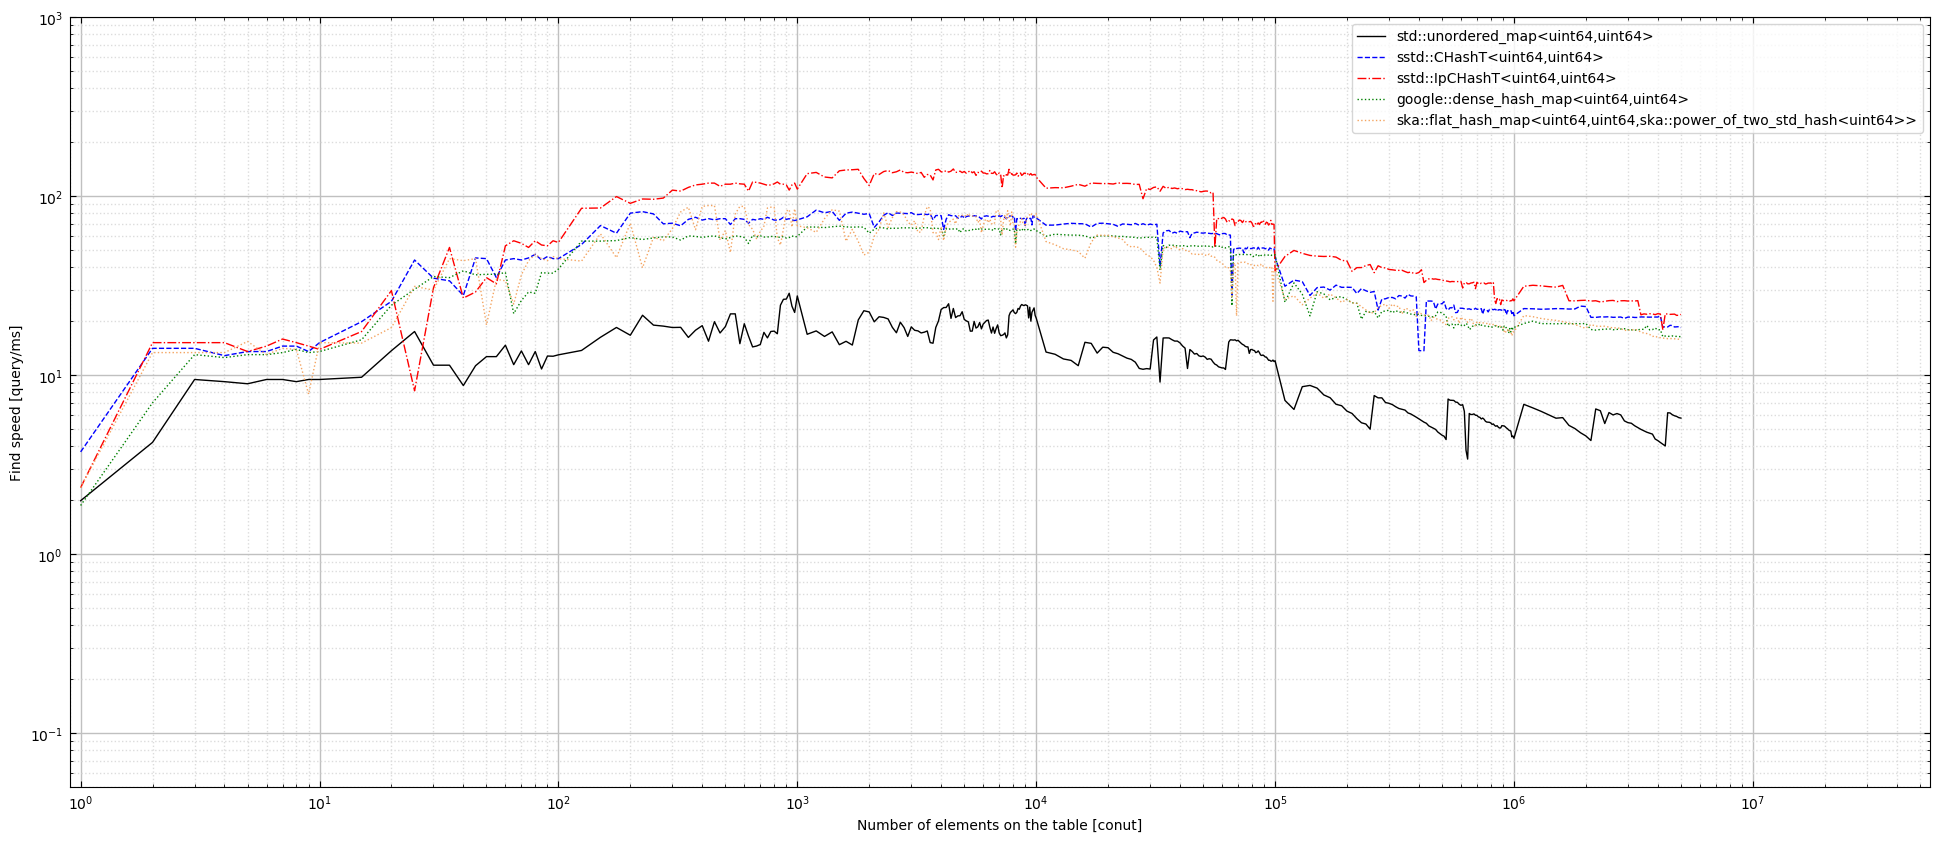 std::unordered_map<uint64,uint64>
sstd::CHashT<uint64,uint64>
sstd::IpCHashT<uint64,uint64>
google::dense_hash_map<uint64,uint64>
ska::flat_hash_map<uint64,uint64,ska::power_of_two_std_hash<uint64>>
Find speed [query/ms]
10³
10²
10¹
10⁰
10⁻¹
10⁰ 10¹ 10² 10³ 10⁴ 10⁵ 10⁶ 10⁷
Number of elements on the table [conut]